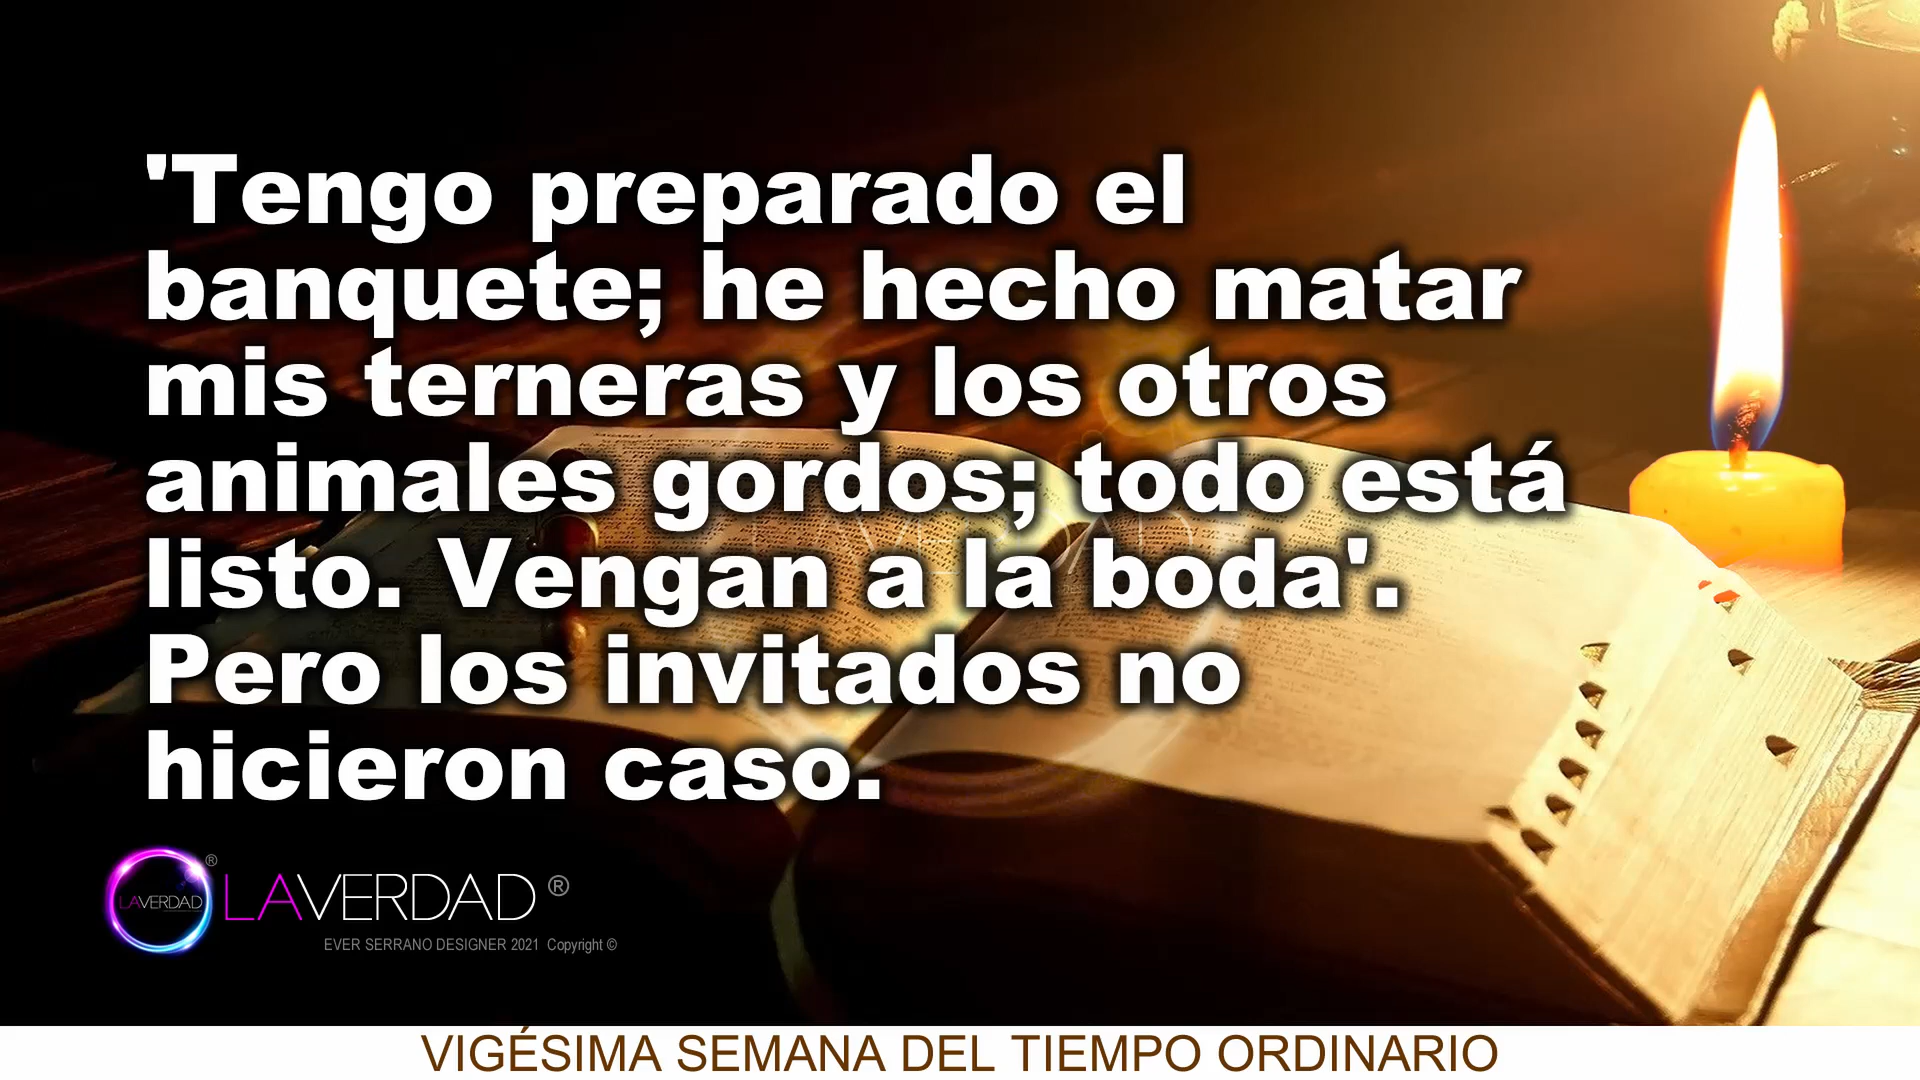 'Tengo preparado el
banquete; he hecho matar
mis terneras y los otros
animales gordos; todo está
listo. Vengan a la boda'.
Pero los invitados no
hicieron caso.
LAVERDAD ®
LAVERDAD ®
EVER SERRANO DESIGNER 2021 Copyright ©
VIGÉSIMA SEMANA DEL TIEMPO ORDINARIO